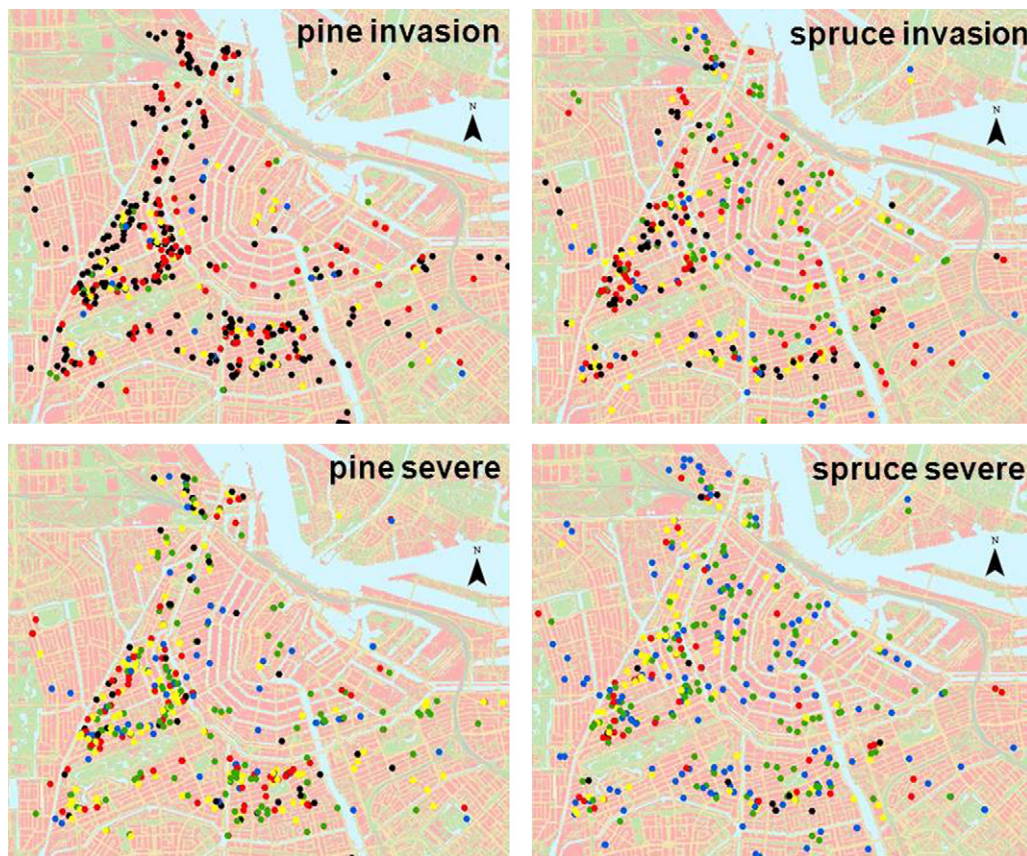 pine invasion
N
spruce invasion
N
pine severe
N
spruce severe
N